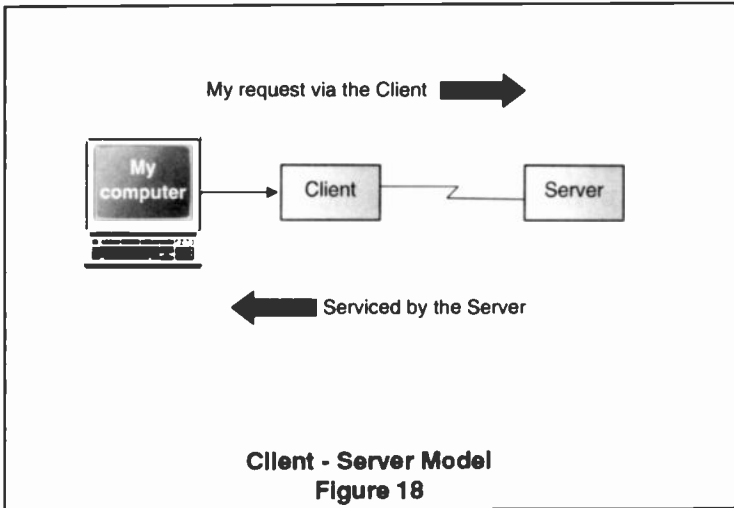 My request via the Client
My
computer
Client
Server
Serviced by the Server
Client - Server Model
Figure 18